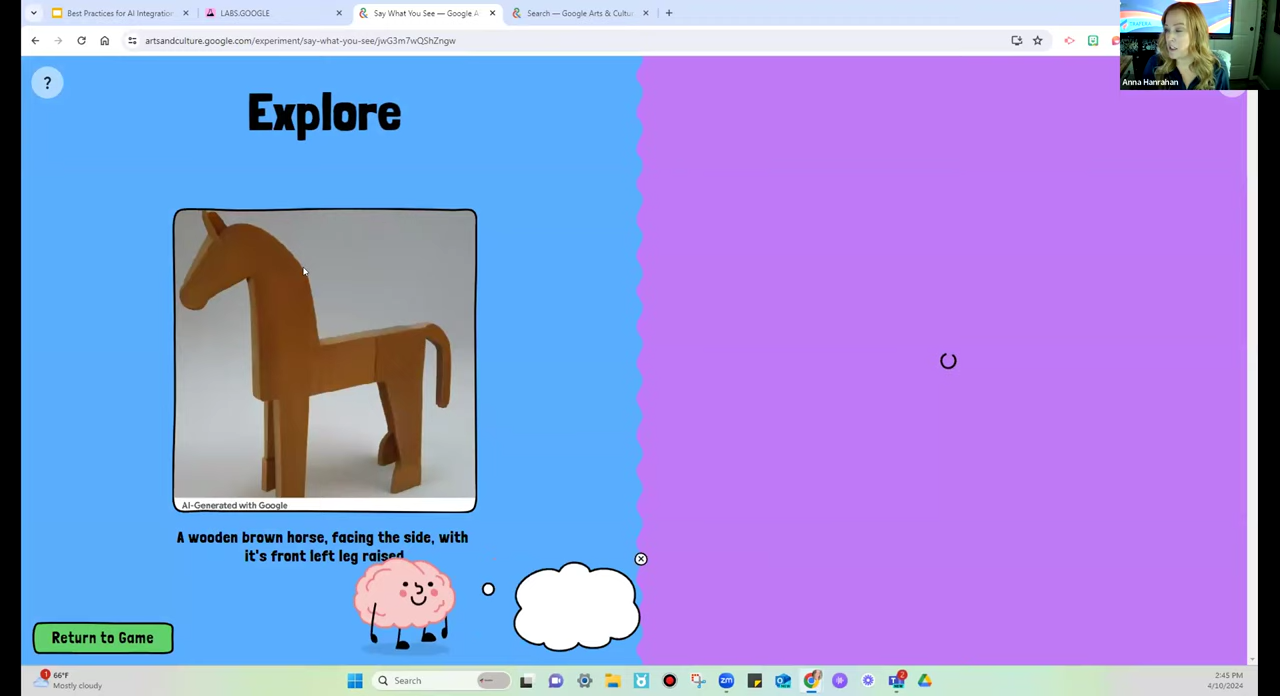 Best Practices for AI Integration
LABS.GOOGLE
Say What You See — Google A
Search — Google Arts & Cultu
artsandculture.google.com/experiment/say-what-you-see/jwG3m7wQShZngw
Anna Hanrahan
?
Explore
AI-Generated with Google
A wooden brown horse, facing the side, with
it's front left leg raised
Return to Game
1
66°F
Mostly cloudy
Search
zm
2
2:45 PM
4/10/2024